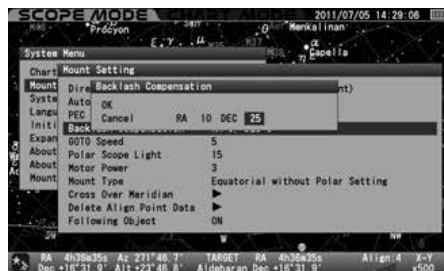 SCOPE MODE CHART MODE 2011/07/05 14:29:06
Procyon
Menkalinan
Capella
System Menu
Chart
Mount Setting
Mount
Backlash Compensation
Syste
Auto
OK
Langu
PEC
Cancel RA 10 DEC 25
Initi
Back
Expan
GOTO Speed 5
About
Polar Scope Light 15
About
Motor Power 3
Mount
Mount Type Equatorial without Polar Setting
Cross Over Meridian ▶
Delete Align Point Data ▶
Following Object ON
W NW
RA 4h36m35s Az 271°46.7' TARGET RA 4h36m35s Align:4 X-Y
Dec +16°31.9' Alt +23°46.8' Aldebaran Dec +16°31.9' x500